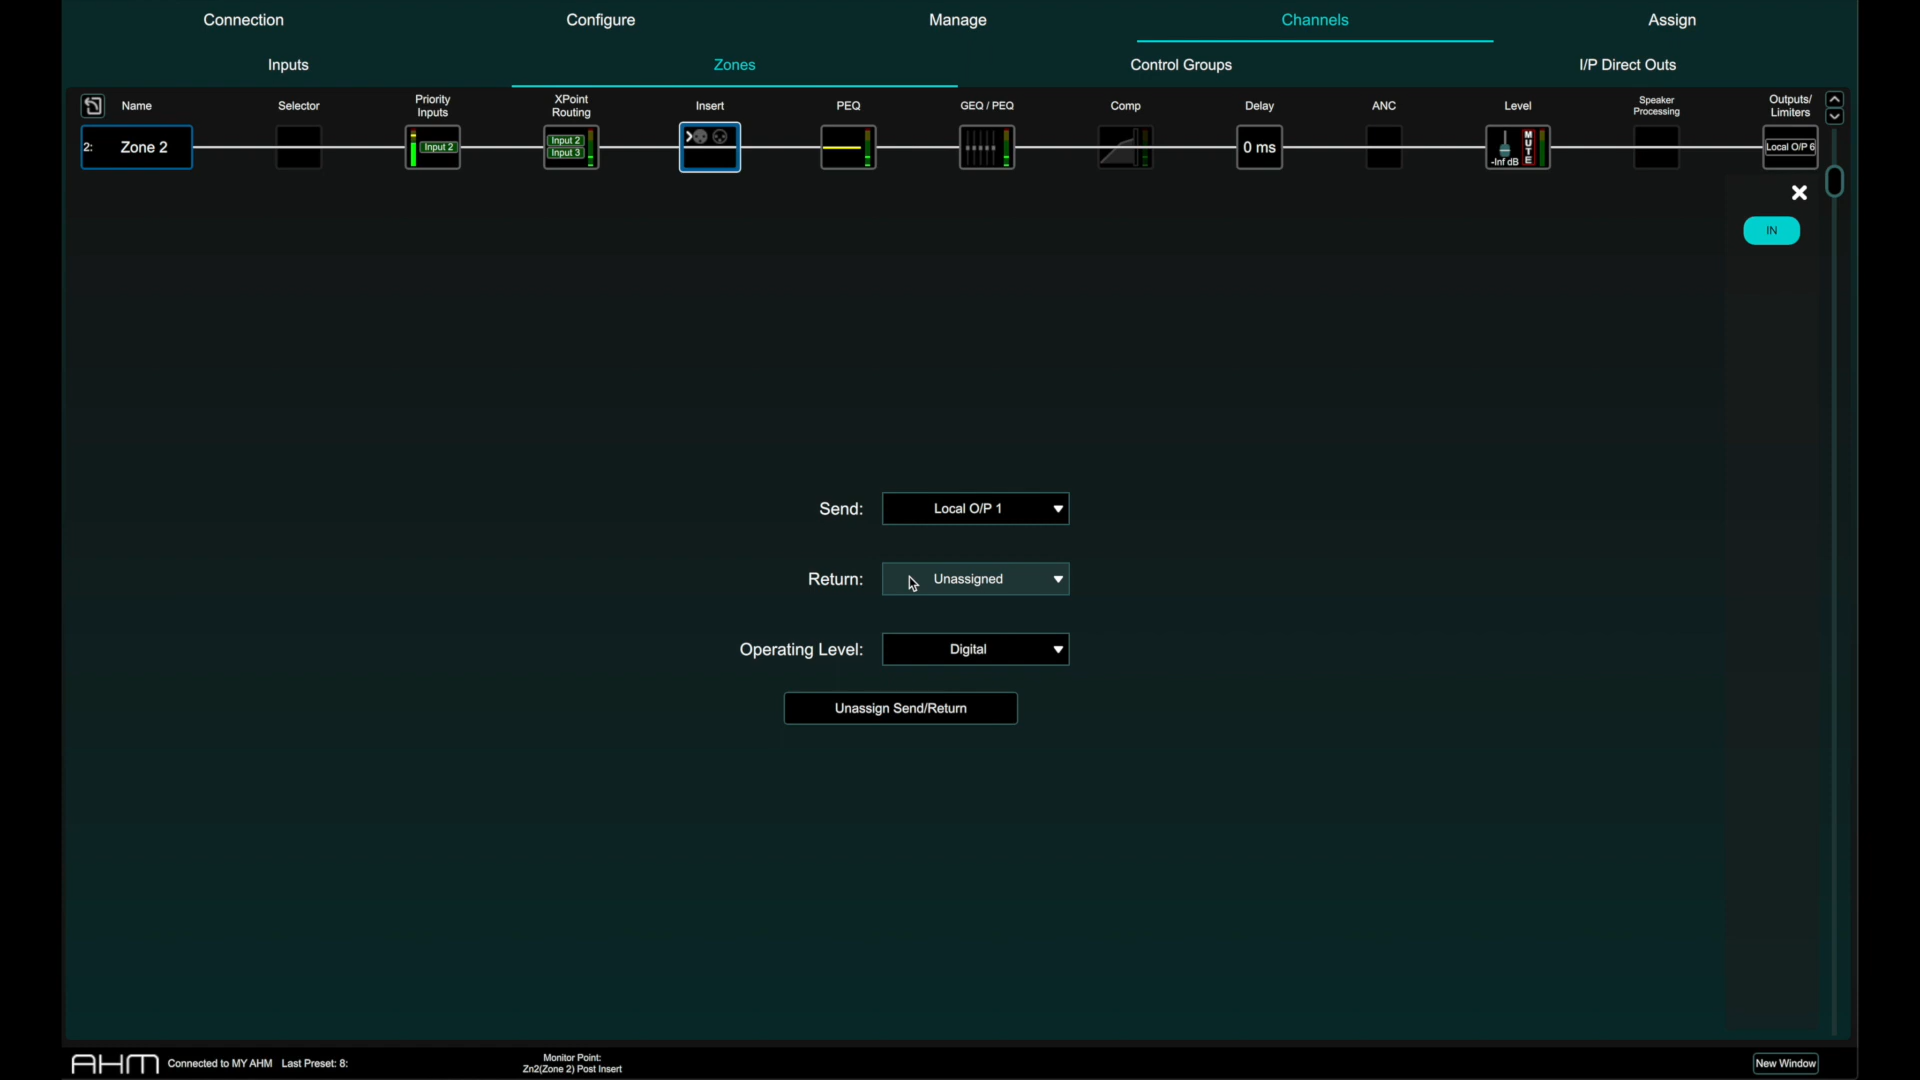 Connection Configure Manage Channels Assign
Inputs Zones Control Groups I/P Direct Outs
Name Selector Priority Inputs XPoint Routing Insert PEQ GEQ / PEQ Comp Delay ANC Level Speaker Processing Outputs/ Limiters
2: Zone 2 Input 2 Input 2 Input 3 0 ms -Inf dB MUTE Local O/P 6
IN
Send: Local O/P 1
Return: Unassigned
Operating Level: Digital
Unassign Send/Return
AHM Connected to MY AHM Last Preset: 8: Monitor Point: Zn2(Zone 2) Post Insert New Window